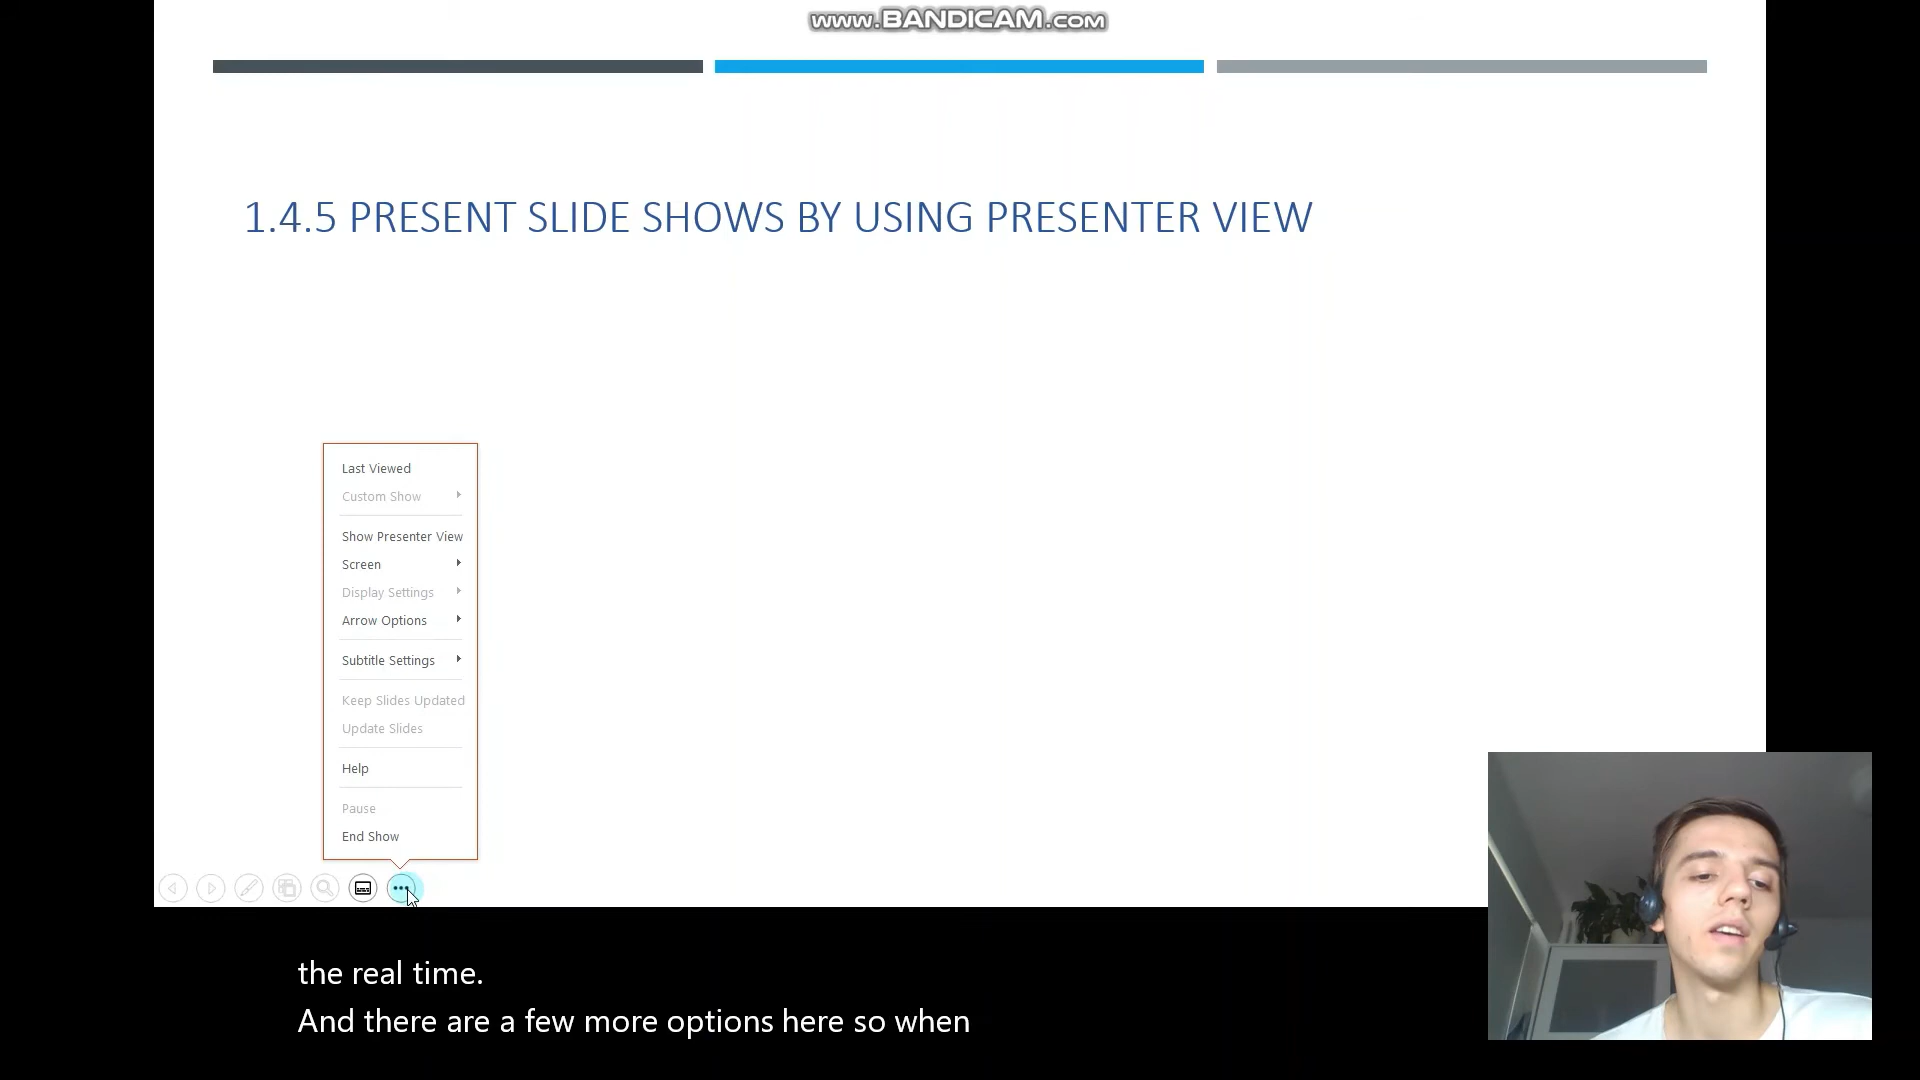 www.BANDICAM.com
1.4.5 PRESENT SLIDE SHOWS BY USING PRESENTER VIEW
Last Viewed
Custom Show
Show Presenter View
Screen
Display Settings
Arrow Options
Subtitle Settings
Keep Slides Updated
Update Slides
Help
Pause
End Show
the real time.
And there are a few more options here so when